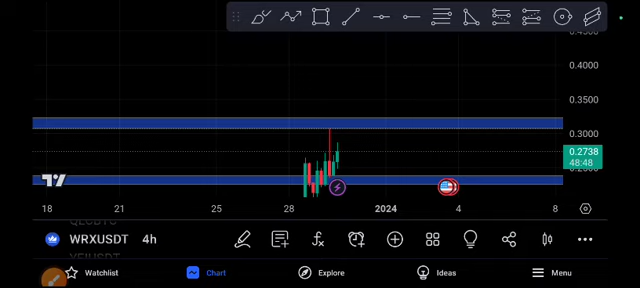 0.4000
0.3500
0.3000
0.2738
48:48
18 21 25 28 2024 4 8
WRXUSDT 4h
Watchlist Chart Explore Ideas Menu